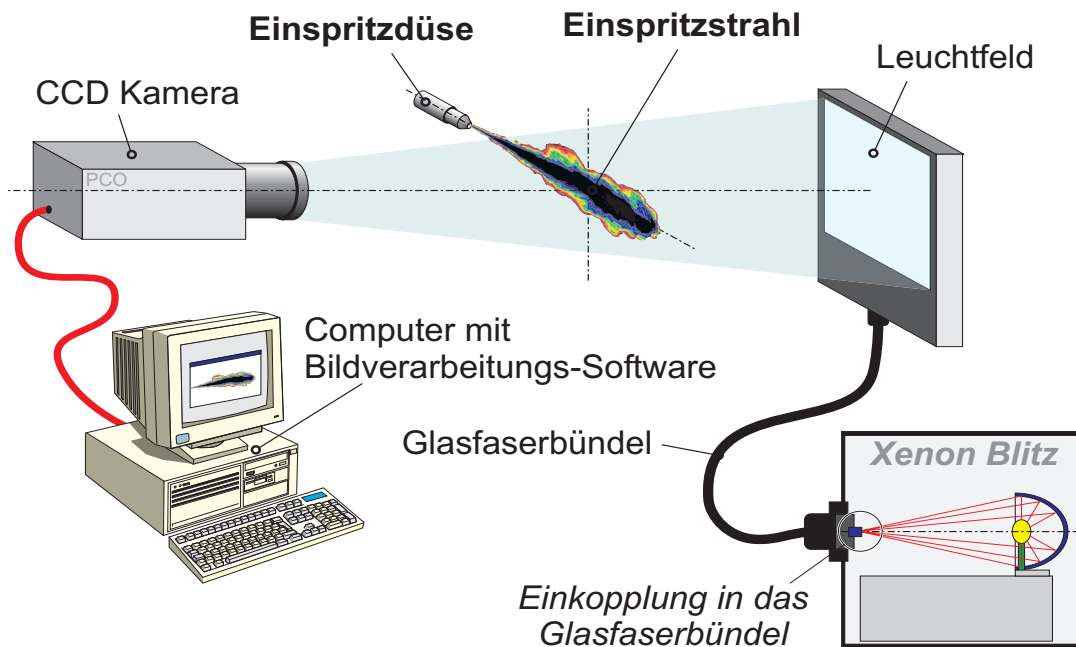 Einspritzdüse
Einspritzstrahl
Leuchtfeld
CCD Kamera
PCO
Computer mit
Bildverarbeitungs-Software
Glasfaserbündel
Xenon Blitz
Einkopplung in das
Glasfaserbündel